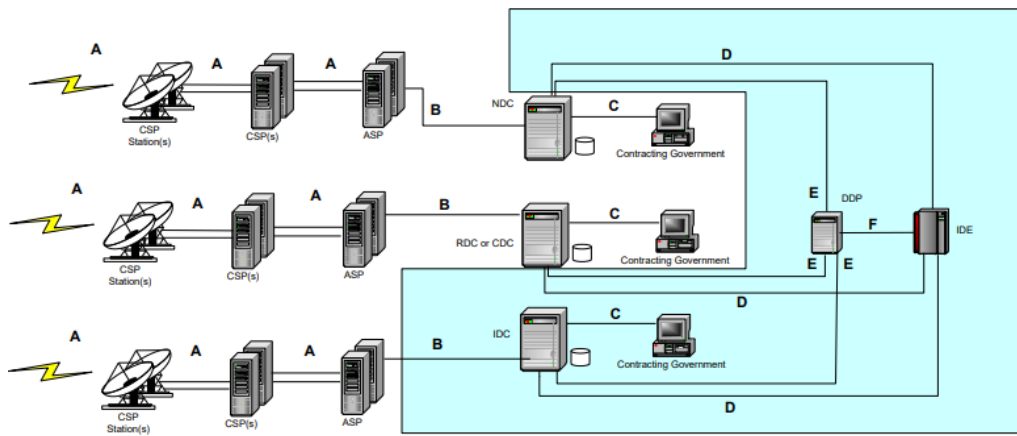 A
A
A
CSP
Station(s)
CSP(s)
ASP
B
NDC
C
Contracting Government
D
A
A
A
CSP
Station(s)
CSP(s)
ASP
B
RDC or CDC
C
Contracting Government
E
DDP
F
IDE
E
E
D
A
A
A
CSP
Station(s)
CSP(s)
ASP
B
IDC
C
Contracting Government
D